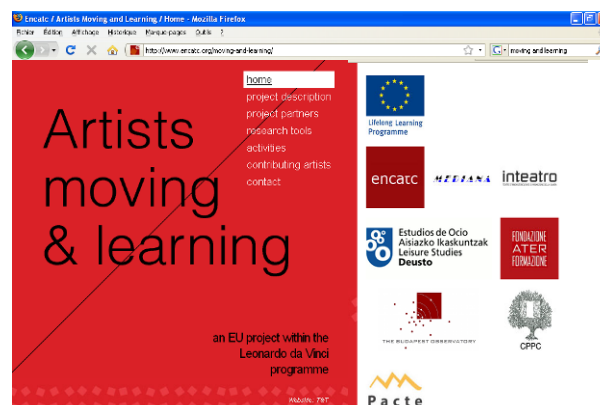 Encatc / Artists Moving and Learning / Home - Mozilla Firefox
Fichier Édition Affichage Historique Marque-pages Outils ?
http://www.encatc.org/moving-and-learning/
moving and learning
home
project description
project partners
research tools
activities
contributing artists
contact
Artists
moving
& learning
an EU project within the
Leonardo da Vinci
programme
Website: TBT
Lifelong Learning
Programme
encatc
MEDIANA
inteatro
Estudios de Ocio
Aisiazko Ikaskuntzak
Leisure Studies
Deusto
FONDAZIONE
ATER
FORMAZIONE
THE BUDAPEST OBSERVATORY
CPPC
Pacte